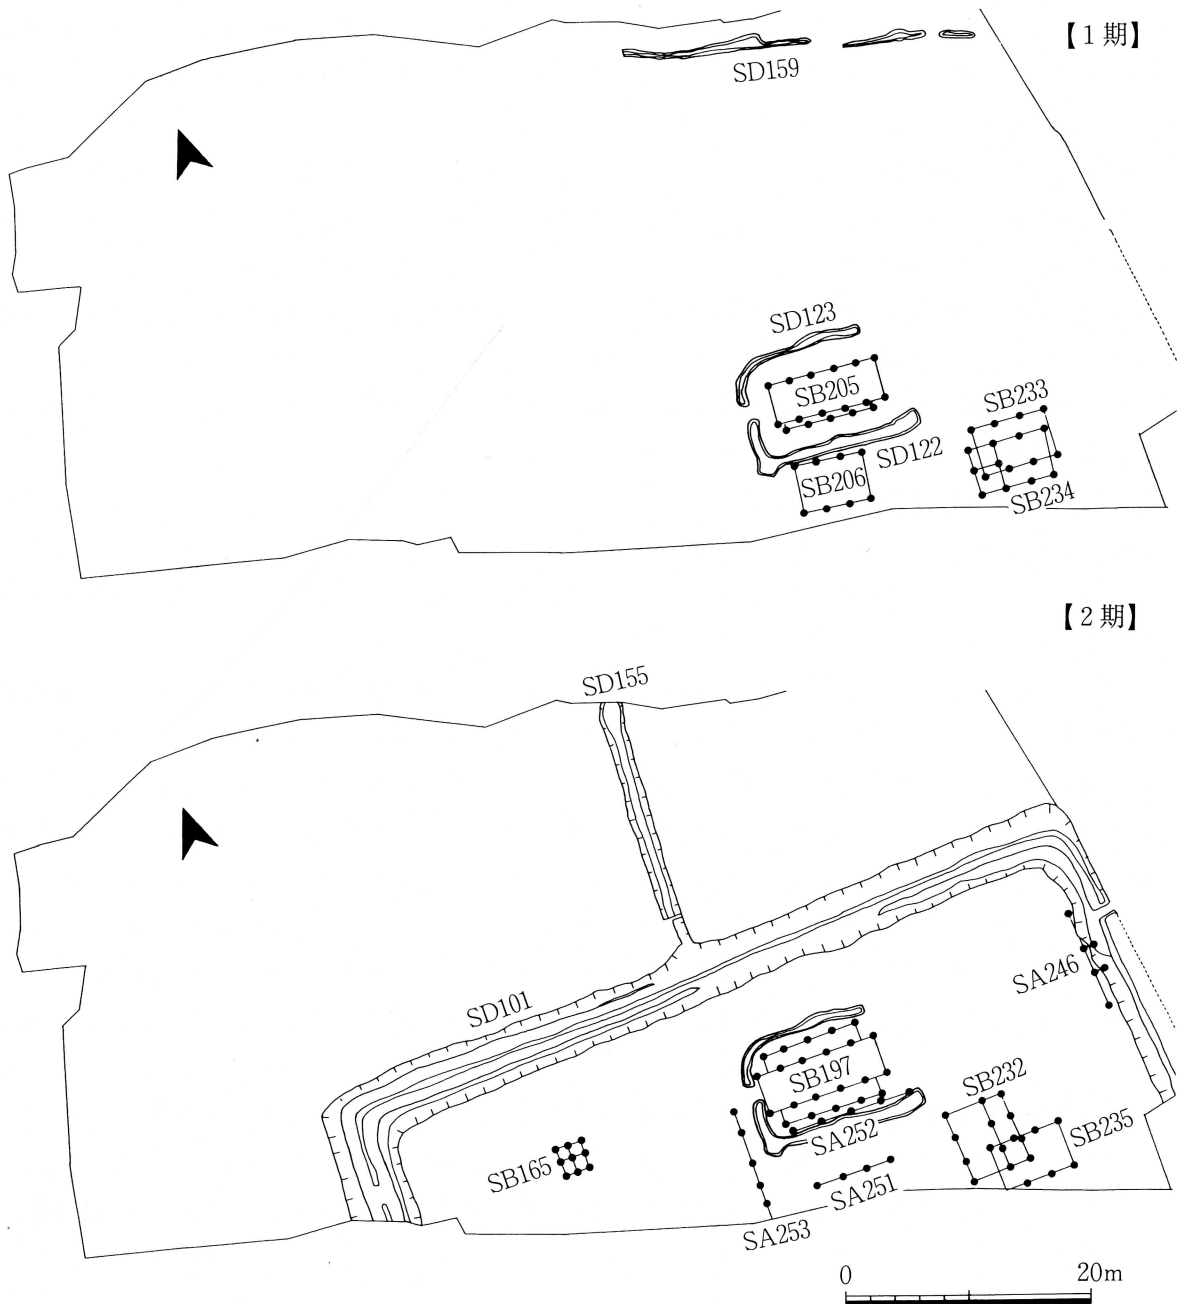 【1期】
SD159
SD123
SB205
SB233
SD122
SB206
SB234
【2期】
SD155
SA246
SD101
SB197
SB232
SB235
SA252
SB165
SA251
SA253
0 20m